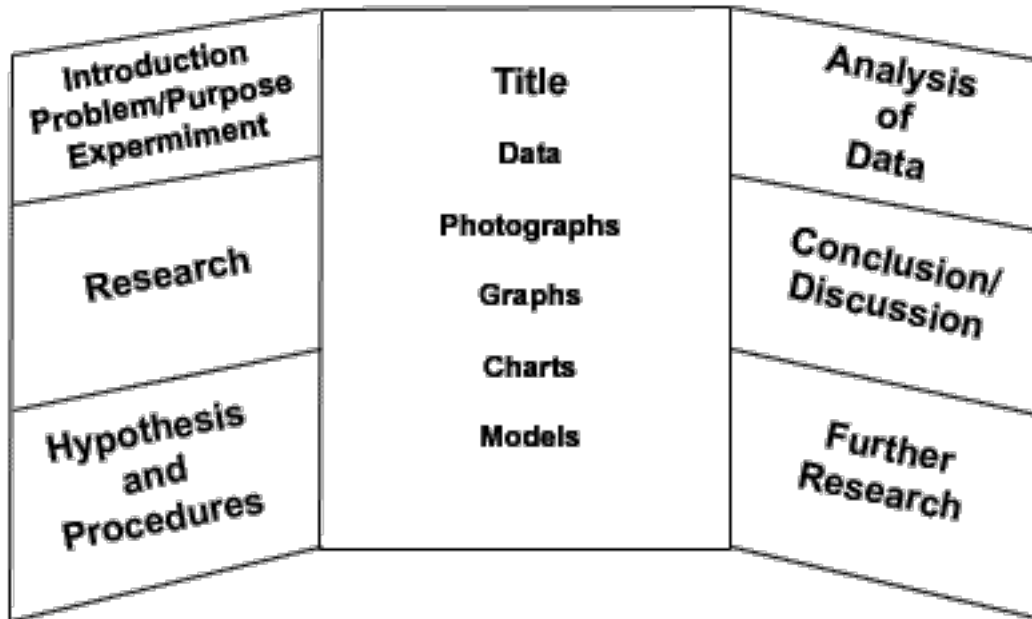 Introduction
Problem/Purpose
Expermiment
Research
Hypothesis
and
Procedures
Title
Data
Photographs
Graphs
Charts
Models
Analysis
of
Data
Conclusion/
Discussion
Further
Research